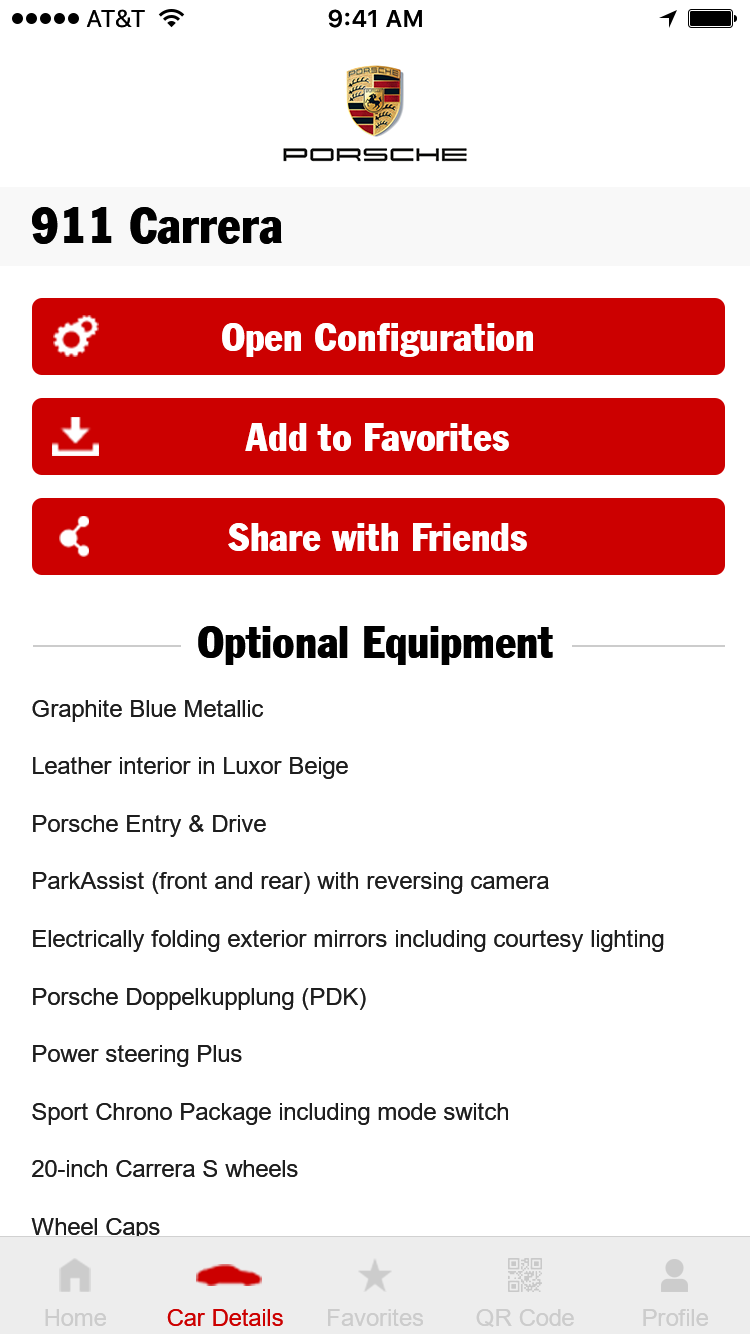 AT&T 9:41 AM
PORSCHE
PORSCHE
911 Carrera
Open Configuration
Add to Favorites
Share with Friends
Optional Equipment
Graphite Blue Metallic
Leather interior in Luxor Beige
Porsche Entry & Drive
ParkAssist (front and rear) with reversing camera
Electrically folding exterior mirrors including courtesy lighting
Porsche Doppelkupplung (PDK)
Power steering Plus
Sport Chrono Package including mode switch
20-inch Carrera S wheels
Wheel Caps
Home Car Details Favorites QR Code Profile